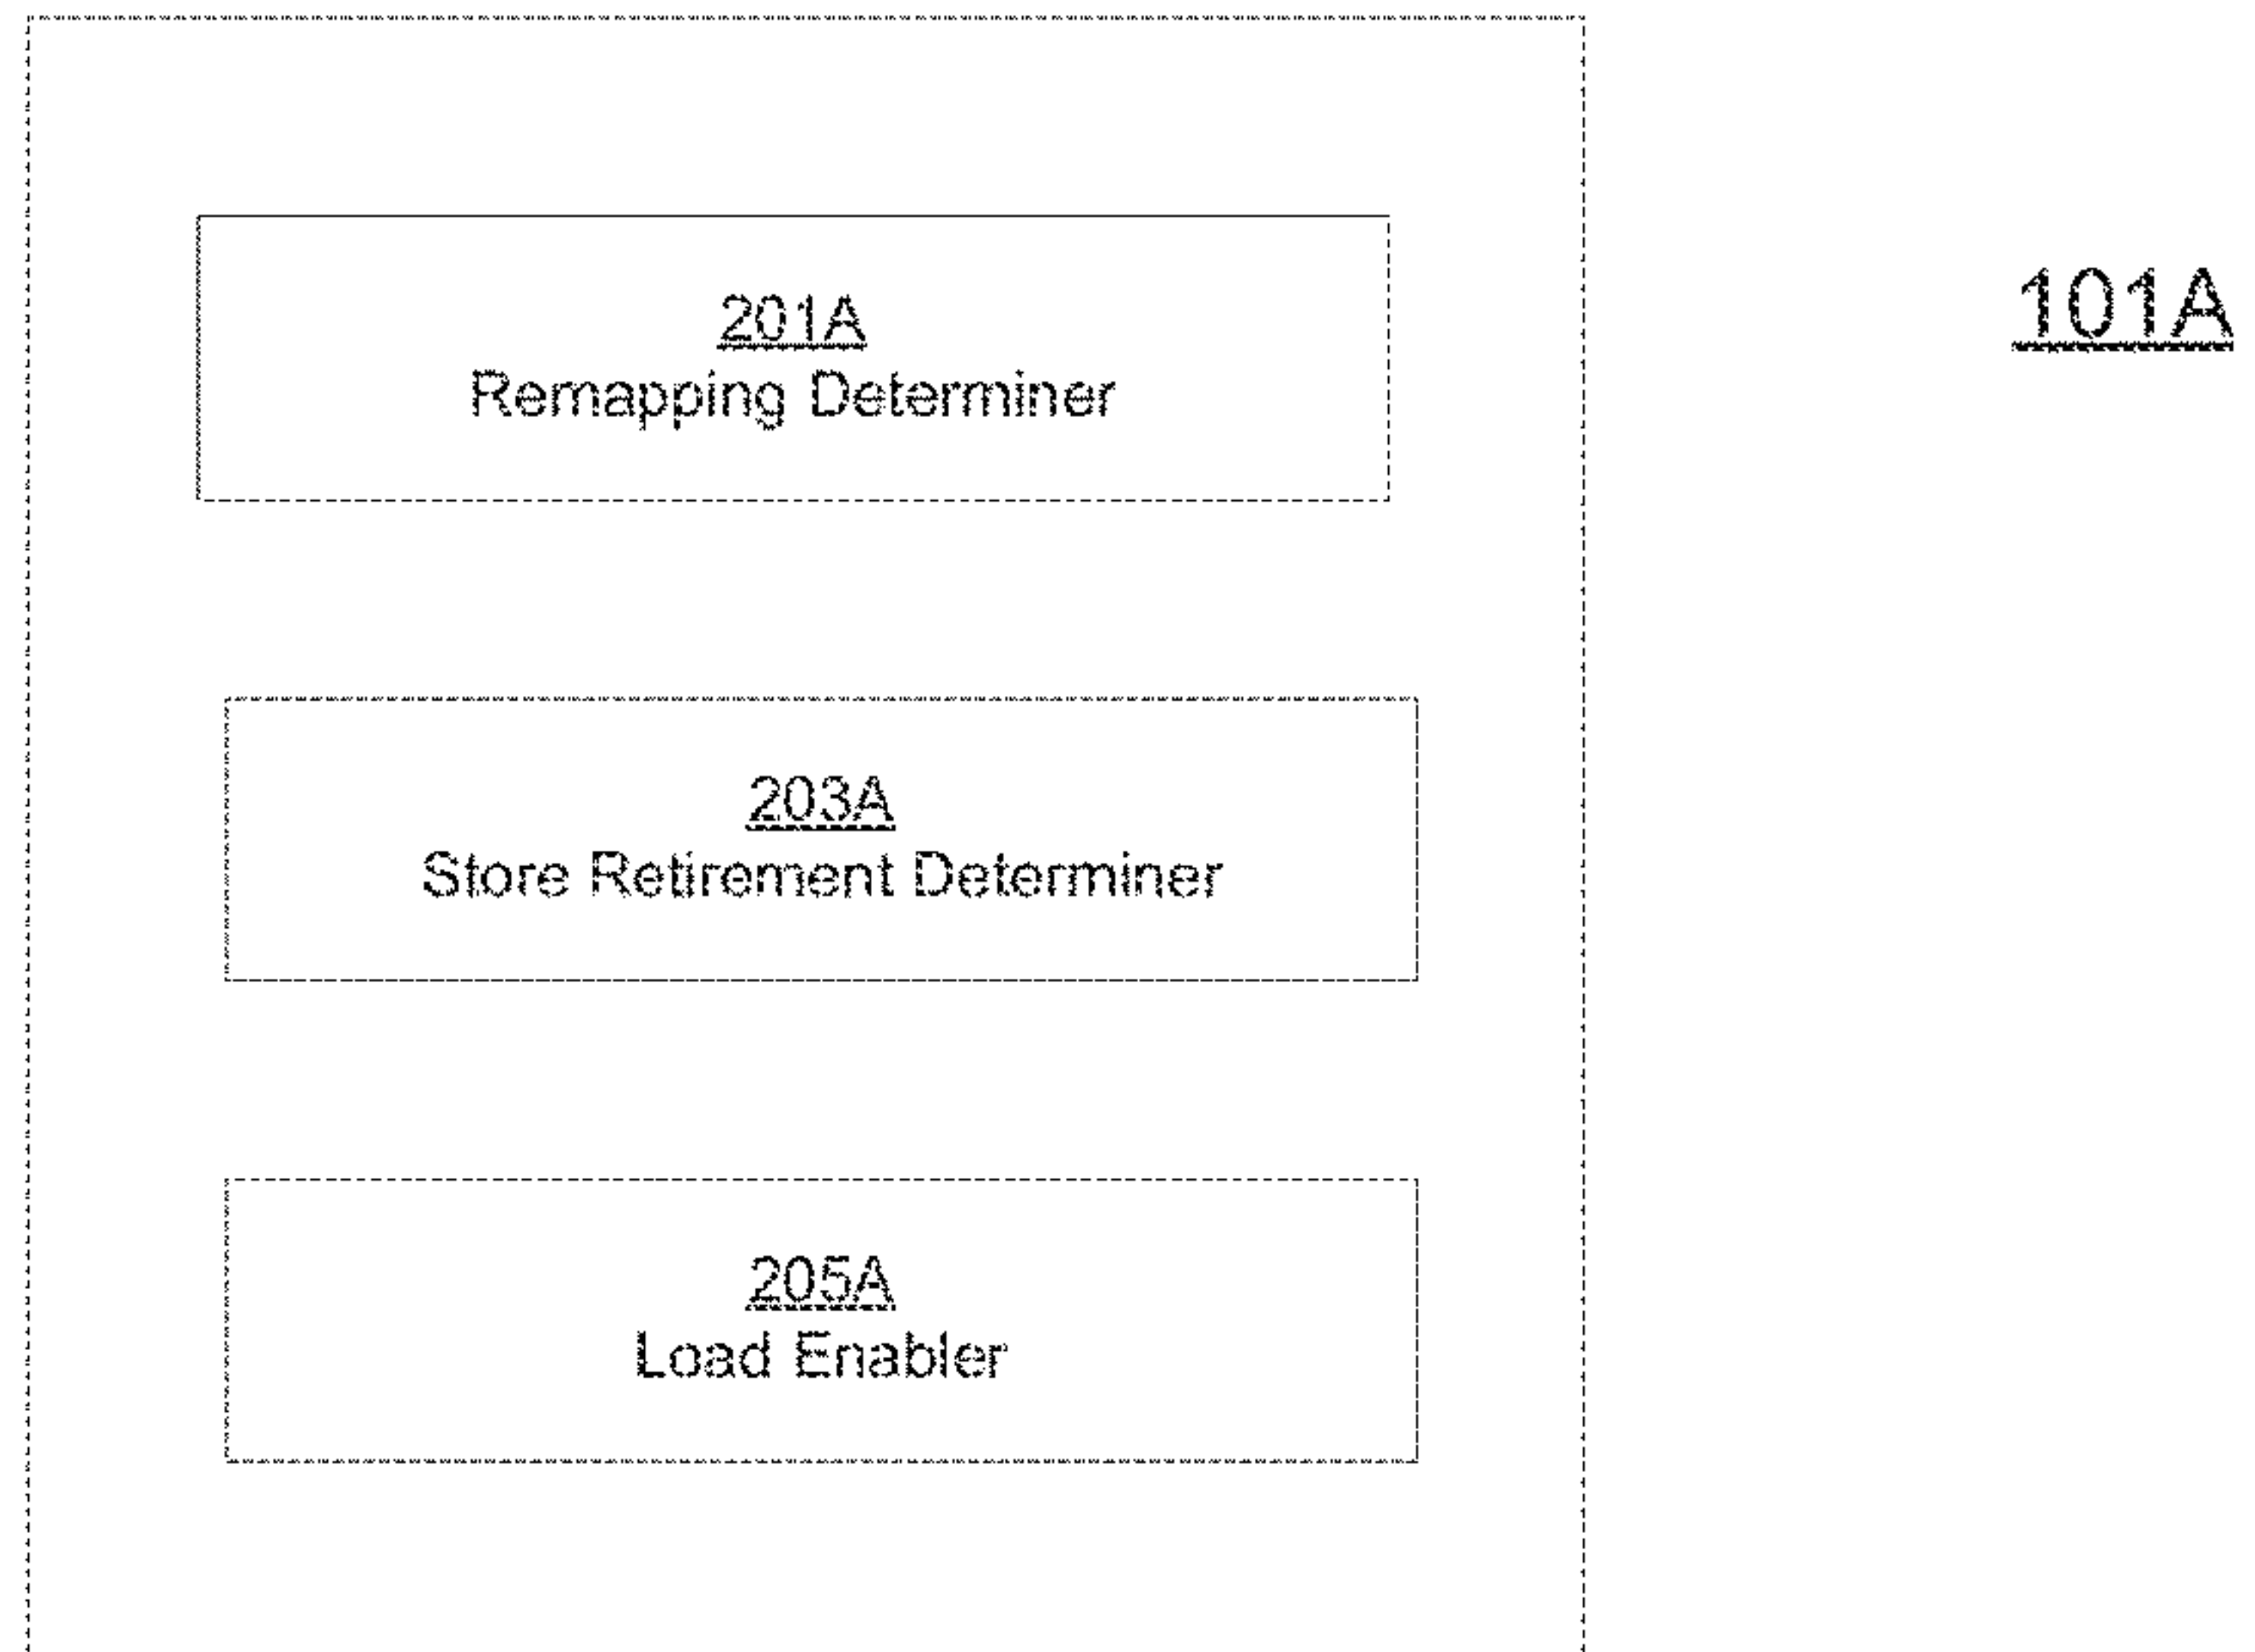 201A
Remapping Determiner
101A
203A
Store Retirement Determiner
205A
Load Enabler